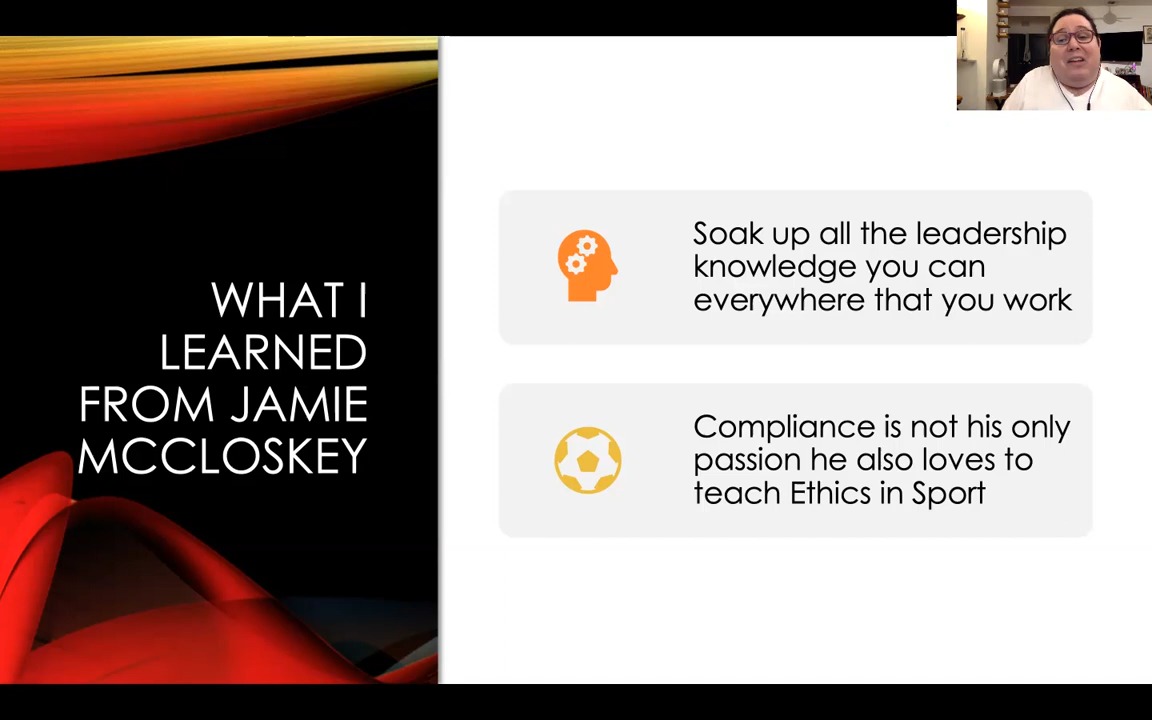 WHAT I
LEARNED
FROM JAMIE
MCCLOSKEY
Soak up all the leadership
knowledge you can
everywhere that you work
Compliance is not his only
passion he also loves to
teach Ethics in Sport